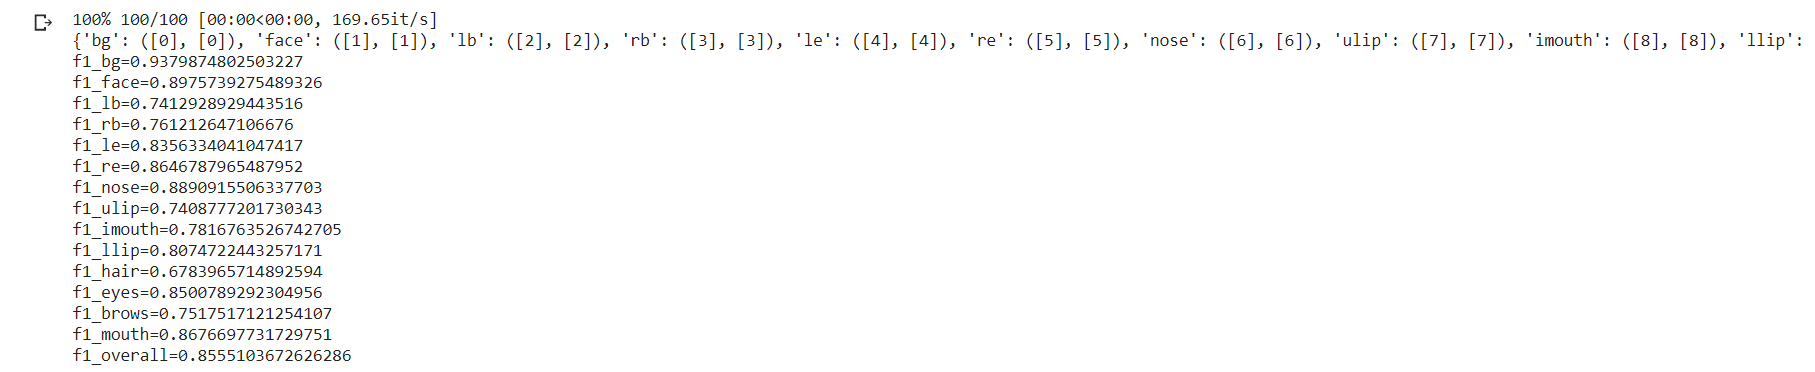 100% 100/100 [00:00<00:00, 169.65it/s]
{'bg': ([0], [0]), 'face': ([1], [1]), 'lb': ([2], [2]), 'rb': ([3], [3]), 'le': ([4], [4]), 're': ([5], [5]), 'nose': ([6], [6]), 'ulip': ([7], [7]), 'imouth': ([8], [8]), 'llip':
f1_bg=0.9379874802503227
f1_face=0.8975739275489326
f1_lb=0.7412928929443516
f1_rb=0.761212647106676
f1_le=0.8356334041047417
f1_re=0.8646787965487952
f1_nose=0.8890915506337703
f1_ulip=0.7408777201730343
f1_imouth=0.7816763526742705
f1_llip=0.8074722443257171
f1_hair=0.6783965714892594
f1_eyes=0.8500789292304956
f1_brows=0.7517517121254107
f1_mouth=0.8676697731729751
f1_overall=0.8555103672626286